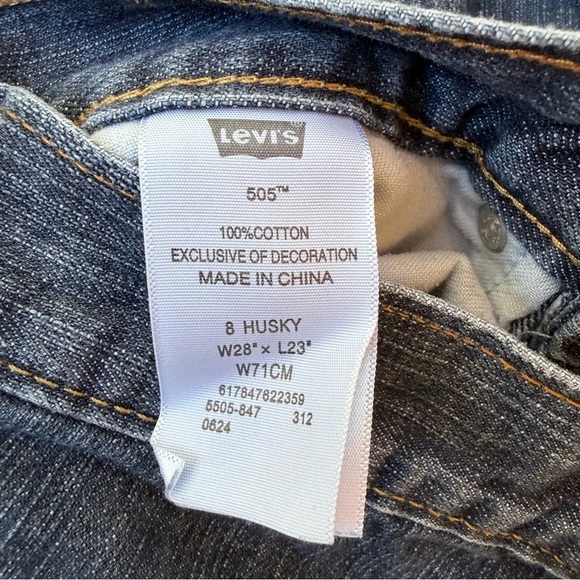 Levi's
505™
100%COTTON
EXCLUSIVE OF DECORATION
MADE IN CHINA
8 HUSKY
W28" × L23"
W71CM
617847622359
5505-847 312
0624